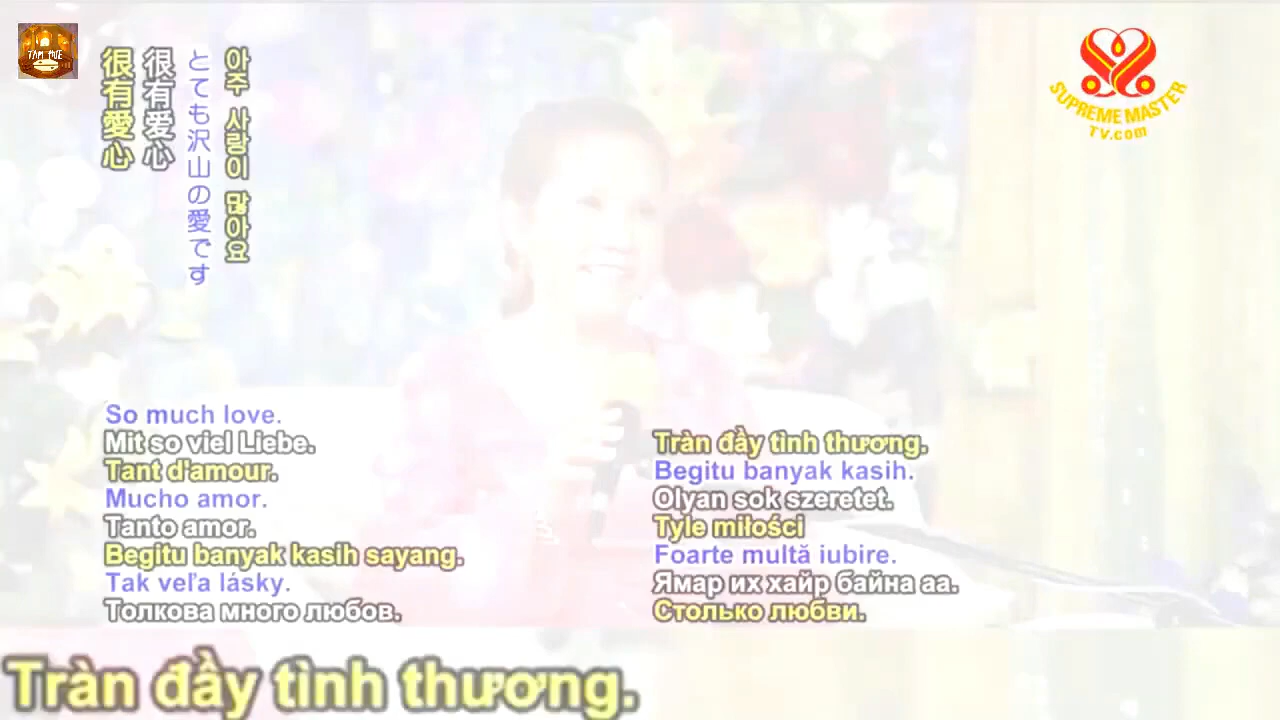 TAM TUE
很有愛心
很有爱心
とても沢山の愛です
아주 사랑이 많아요
SUPREME MASTER
TV.com
So much love.
Mit so viel Liebe.
Tant d'amour.
Mucho amor.
Tanto amor.
Begitu banyak kasih sayang.
Tak veľa lásky.
Толкова много любов.
Tràn đầy tình thương.
Begitu banyak kasih.
Olyan sok szeretet.
Tyle miłości
Foarte multă iubire.
Ямар их хайр байна аа.
Столько любви.
Tràn đầy tình thương.